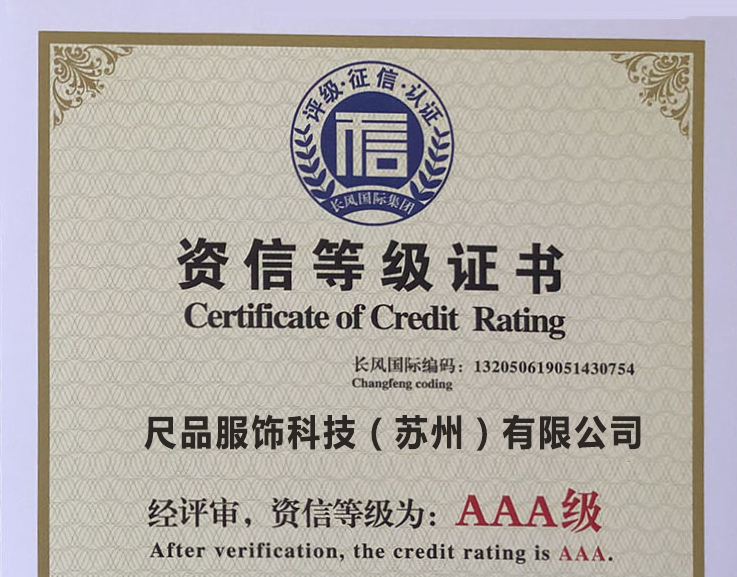 评级·征信·认证
信
长风国际集团
资信等级证书
Certificate of Credit Rating
长风国际编码：132050619051430754
Changfeng coding
尺品服饰科技（苏州）有限公司
经评审，资信等级为：AAA级
After verification, the credit rating is AAA.